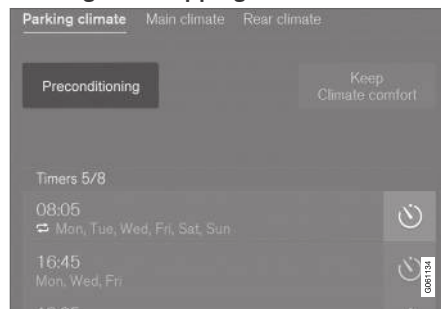 Parking climate Main climate Rear climate
Preconditioning
Keep
Climate comfort
Timers 5/8
08:05
Mon, Tue, Wed, Fri, Sat, Sun
16:45
Mon, Wed, Fri
G061134